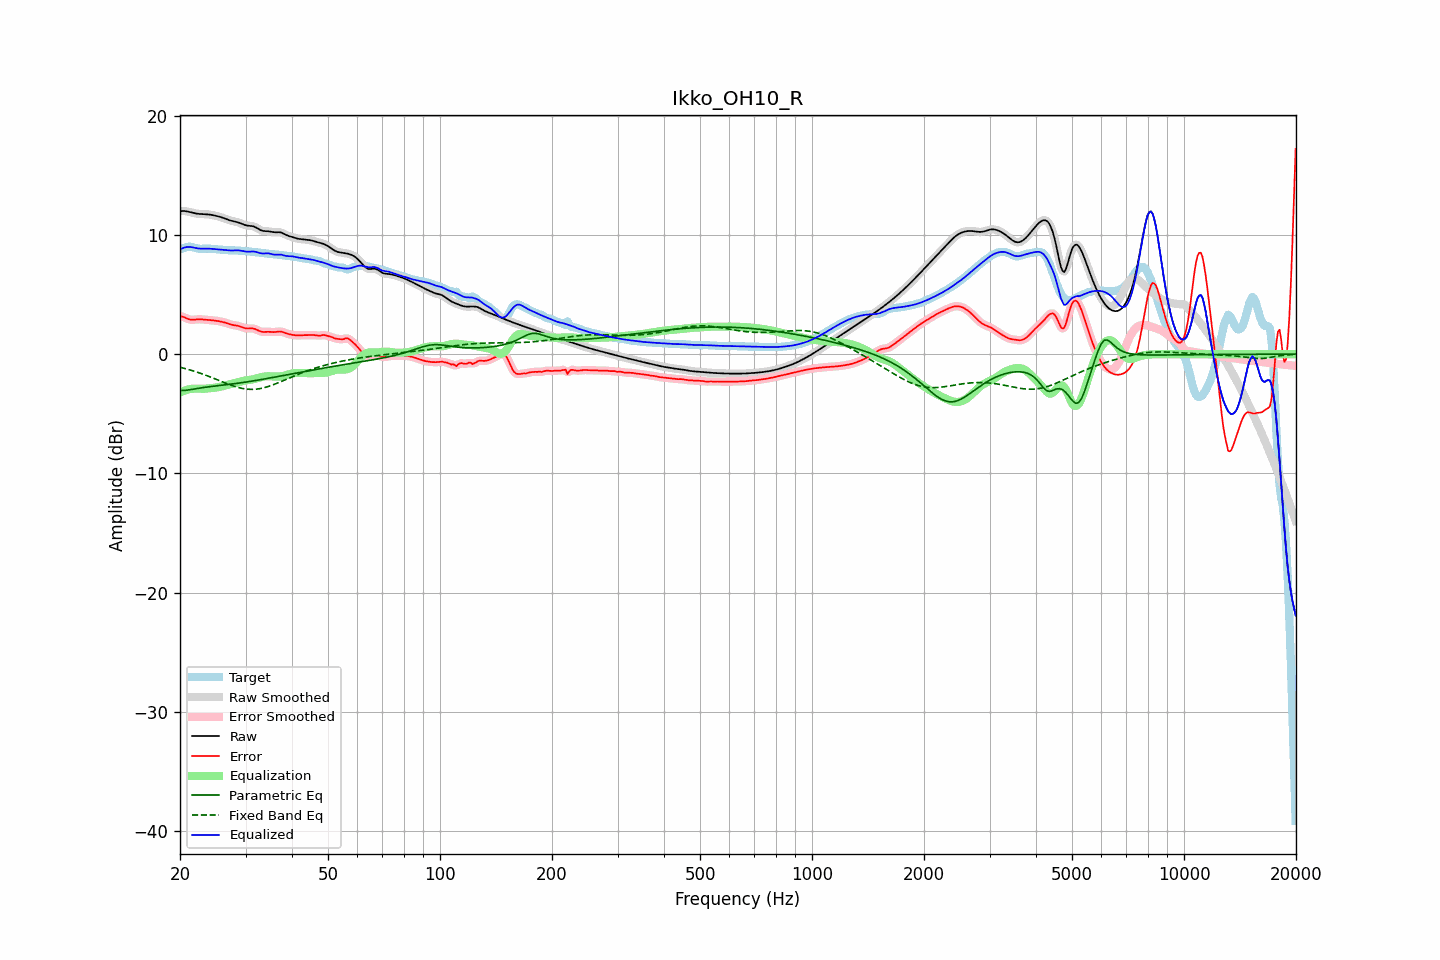 Ikko_OH10_R
20
10
0
−10
−20
−30
−40
Amplitude (dBr)
Target
Raw Smoothed
Error Smoothed
Raw
Error
Equalization
Parametric Eq
Fixed Band Eq
Equalized
20 50 100 200 500 1000 2000 5000 10000 20000
Frequency (Hz)